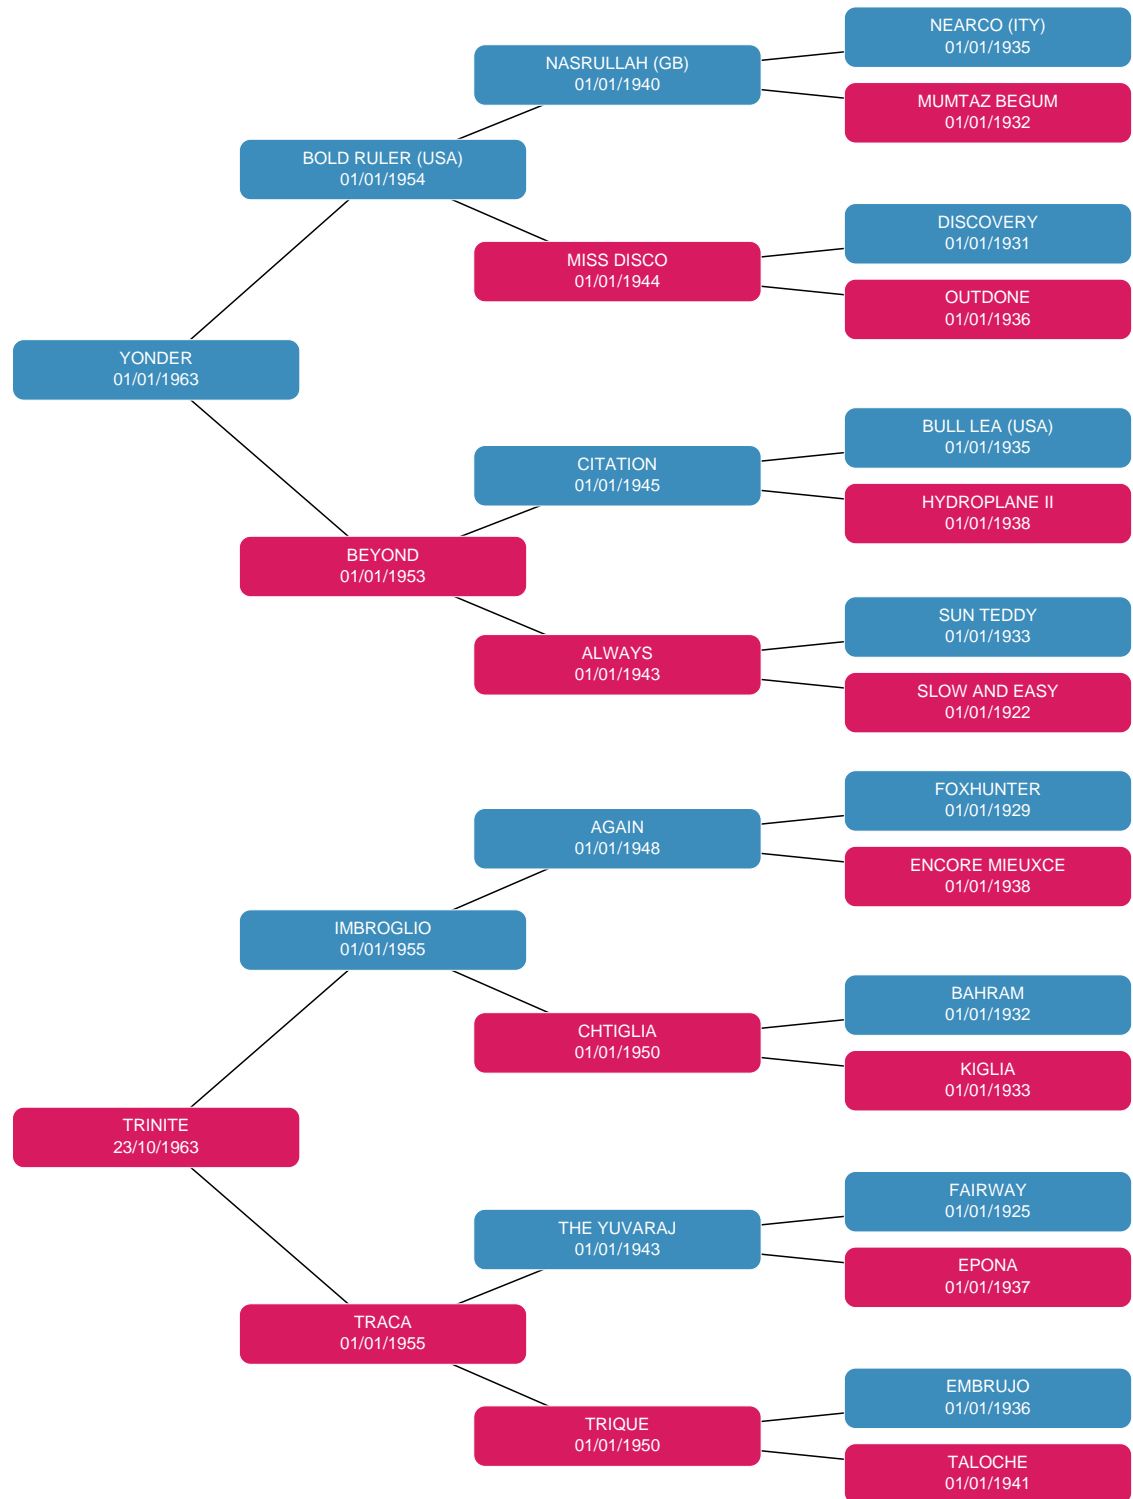 NEARCO (ITY)
01/01/1935
NASRULLAH (GB)
01/01/1940
MUMTAZ BEGUM
01/01/1932
BOLD RULER (USA)
01/01/1954
DISCOVERY
01/01/1931
MISS DISCO
01/01/1944
OUTDONE
01/01/1936
YONDER
01/01/1963
BULL LEA (USA)
01/01/1935
CITATION
01/01/1945
HYDROPLANE II
01/01/1938
BEYOND
01/01/1953
SUN TEDDY
01/01/1933
ALWAYS
01/01/1943
SLOW AND EASY
01/01/1922
FOXHUNTER
01/01/1929
AGAIN
01/01/1948
ENCORE MIEUXCE
01/01/1938
IMBROGLIO
01/01/1955
BAHRAM
01/01/1932
CHTIGLIA
01/01/1950
KIGLIA
01/01/1933
TRINITE
23/10/1963
FAIRWAY
01/01/1925
THE YUVARAJ
01/01/1943
EPONA
01/01/1937
TRACA
01/01/1955
EMBRUJO
01/01/1936
TRIQUE
01/01/1950
TALOCHE
01/01/1941